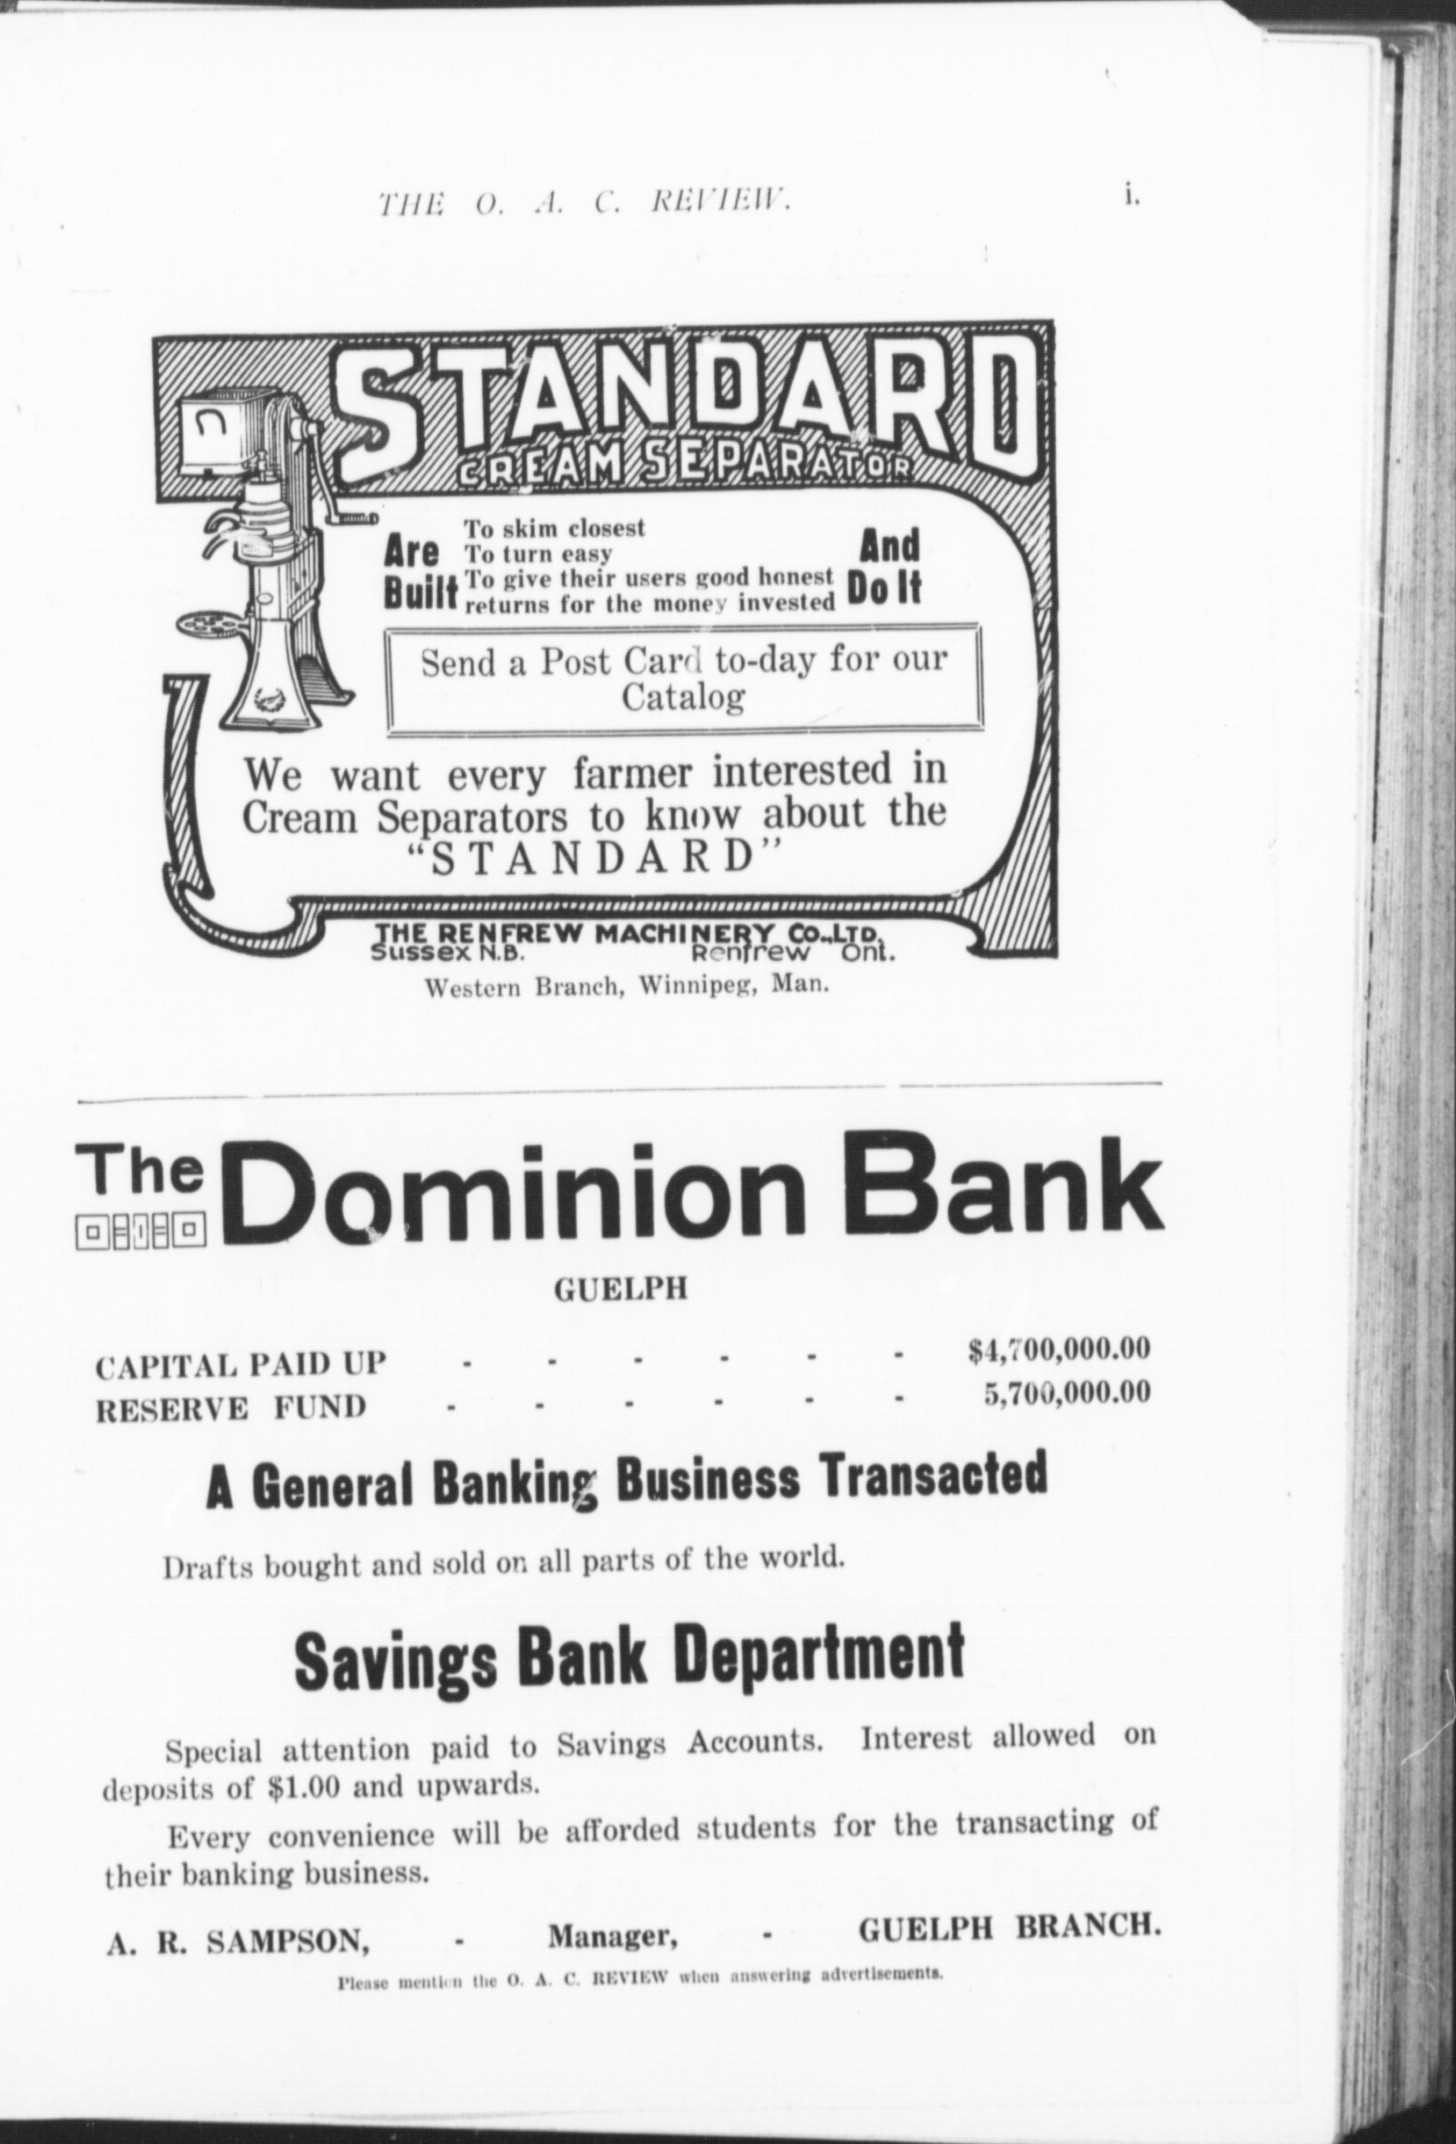 THE O. A. C. REVIEW. i.
STANDARD
CREAM SEPARATOR
Are Built
To skim closest
To turn easy
To give their users good honest
returns for the money invested
And Do It
Send a Post Card to-day for our
Catalog
We want every farmer interested in
Cream Separators to know about the
"STANDARD"
THE RENFREW MACHINERY CO., LTD.
Sussex N.B. Renfrew Ont.
Western Branch, Winnipeg, Man.
The Dominion Bank
GUELPH
CAPITAL PAID UP - - - - - - $4,700,000.00
RESERVE FUND - - - - - - 5,700,000.00
A General Banking Business Transacted
Drafts bought and sold on all parts of the world.
Savings Bank Department
Special attention paid to Savings Accounts. Interest allowed on
deposits of $1.00 and upwards.
Every convenience will be afforded students for the transacting of
their banking business.
A. R. SAMPSON, - Manager, - GUELPH BRANCH.
Please mention the O. A. C. REVIEW when answering advertisements.